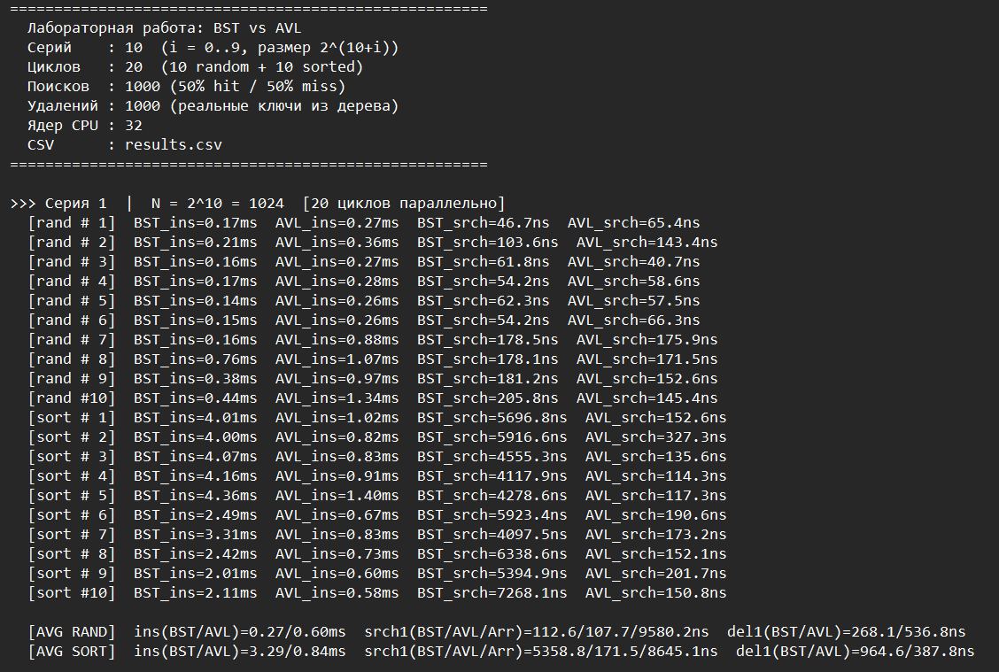 ======================================================
Лабораторная работа: BST vs AVL
Серий    : 10  (i = 0..9, размер 2^(10+i))
Циклов   : 20  (10 random + 10 sorted)
Поисков  : 1000 (50% hit / 50% miss)
Удалений : 1000 (реальные ключи из дерева)
Ядер CPU : 32
CSV      : results.csv
======================================================
>>> Серия 1  |  N = 2^10 = 1024  [20 циклов параллельно]
[rand # 1]  BST_ins=0.17ms  AVL_ins=0.27ms  BST_srch=46.7ns  AVL_srch=65.4ns
[rand # 2]  BST_ins=0.21ms  AVL_ins=0.36ms  BST_srch=103.6ns  AVL_srch=143.4ns
[rand # 3]  BST_ins=0.16ms  AVL_ins=0.27ms  BST_srch=61.8ns  AVL_srch=40.7ns
[rand # 4]  BST_ins=0.17ms  AVL_ins=0.28ms  BST_srch=54.2ns  AVL_srch=58.6ns
[rand # 5]  BST_ins=0.14ms  AVL_ins=0.26ms  BST_srch=62.3ns  AVL_srch=57.5ns
[rand # 6]  BST_ins=0.15ms  AVL_ins=0.26ms  BST_srch=54.2ns  AVL_srch=66.3ns
[rand # 7]  BST_ins=0.16ms  AVL_ins=0.88ms  BST_srch=178.5ns  AVL_srch=175.9ns
[rand # 8]  BST_ins=0.76ms  AVL_ins=1.07ms  BST_srch=178.1ns  AVL_srch=171.5ns
[rand # 9]  BST_ins=0.38ms  AVL_ins=0.97ms  BST_srch=181.2ns  AVL_srch=152.6ns
[rand #10]  BST_ins=0.44ms  AVL_ins=1.34ms  BST_srch=205.8ns  AVL_srch=145.4ns
[sort # 1]  BST_ins=4.01ms  AVL_ins=1.02ms  BST_srch=5696.8ns  AVL_srch=152.6ns
[sort # 2]  BST_ins=4.00ms  AVL_ins=0.82ms  BST_srch=5916.6ns  AVL_srch=327.3ns
[sort # 3]  BST_ins=4.07ms  AVL_ins=0.83ms  BST_srch=4555.3ns  AVL_srch=135.6ns
[sort # 4]  BST_ins=4.16ms  AVL_ins=0.91ms  BST_srch=4117.9ns  AVL_srch=114.3ns
[sort # 5]  BST_ins=4.36ms  AVL_ins=1.40ms  BST_srch=4278.6ns  AVL_srch=117.3ns
[sort # 6]  BST_ins=2.49ms  AVL_ins=0.67ms  BST_srch=5923.4ns  AVL_srch=190.6ns
[sort # 7]  BST_ins=3.31ms  AVL_ins=0.83ms  BST_srch=4097.5ns  AVL_srch=173.2ns
[sort # 8]  BST_ins=2.42ms  AVL_ins=0.73ms  BST_srch=6338.6ns  AVL_srch=152.1ns
[sort # 9]  BST_ins=2.01ms  AVL_ins=0.60ms  BST_srch=5394.9ns  AVL_srch=201.7ns
[sort #10]  BST_ins=2.11ms  AVL_ins=0.58ms  BST_srch=7268.1ns  AVL_srch=150.8ns
[AVG RAND]  ins(BST/AVL)=0.27/0.60ms  srch1(BST/AVL/Arr)=112.6/107.7/9580.2ns  del1(BST/AVL)=268.1/536.8ns
[AVG SORT]  ins(BST/AVL)=3.29/0.84ms  srch1(BST/AVL/Arr)=5358.8/171.5/8645.1ns  del1(BST/AVL)=964.6/387.8ns